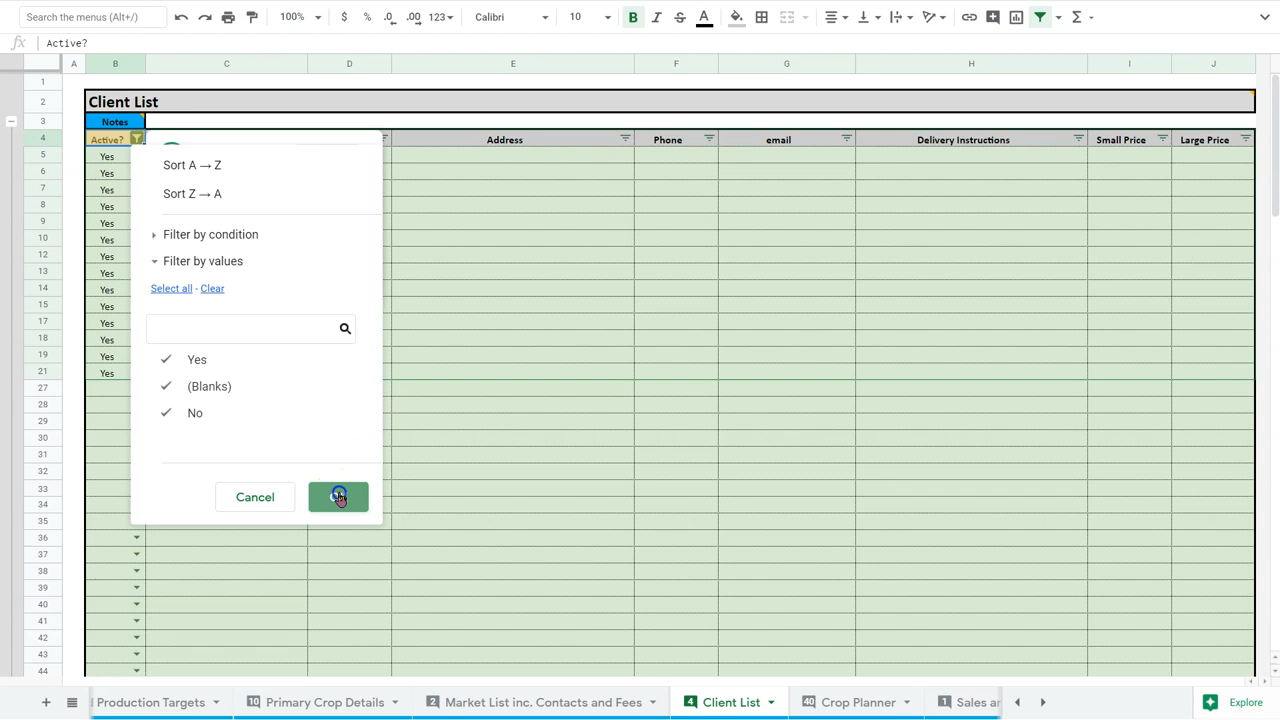 Search the menus (Alt+/) 100% $ % .0 .00 123 Calibri 10 B I S A
fx Active?
A B C D E F G H I J
1
2 Client List
3 Notes
4 Active? Address Phone email Delivery Instructions Small Price Large Price
5 Yes
6 Yes
7 Yes
8 Yes
9 Yes
10 Yes
12 Yes
13 Yes
14 Yes
15 Yes
17 Yes
18 Yes
19 Yes
21 Yes
27
28
29
30
31
32
33
34
35
36
37
38
39
40
41
42
43
44
Sort A → Z
Sort Z → A
Filter by condition
Filter by values
Select all - Clear
Yes
(Blanks)
No
Cancel
Production Targets 10 Primary Crop Details 2 Market List inc. Contacts and Fees 4 Client List 40 Crop Planner 1 Sales ar Explore